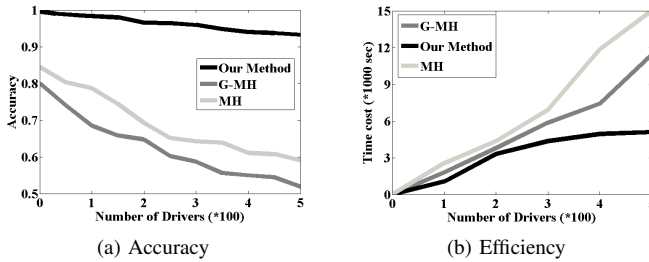 1
0.9
0.8
0.7
0.6
0.5
Accuracy
Our Method
G-MH
MH
0 1 2 3 4 5
Number of Drivers (*100)
(a) Accuracy
15
12
9
6
3
0
Time cost (*1000 sec)
G-MH
Our Method
MH
0 1 2 3 4 5
Number of Drivers (*100)
(b) Efficiency